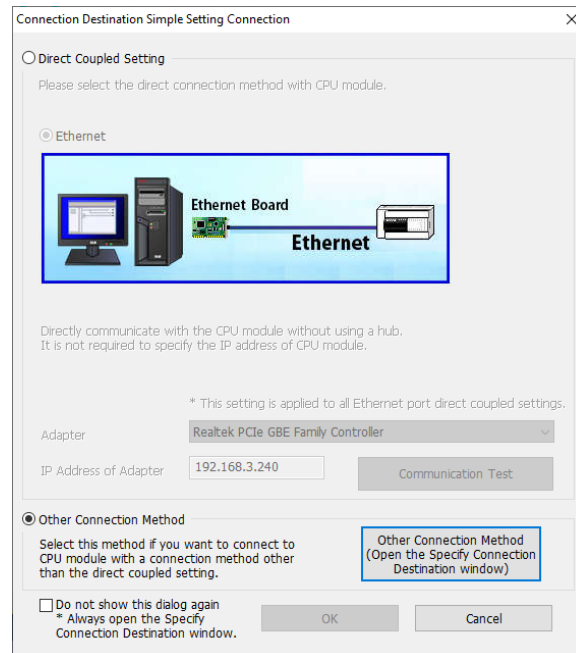 Connection Destination Simple Setting Connection
Direct Coupled Setting
Please select the direct connection method with CPU module.
Ethernet
Ethernet Board
Ethernet
Directly communicate with the CPU module without using a hub.
It is not required to specify the IP address of CPU module.
* This setting is applied to all Ethernet port direct coupled settings.
Adapter
Realtek PCIe GBE Family Controller
IP Address of Adapter
192.168.3.240
Communication Test
Other Connection Method
Select this method if you want to connect to
CPU module with a connection method other
than the direct coupled setting.
Other Connection Method
(Open the Specify Connection
Destination window)
Do not show this dialog again
* Always open the Specify
Connection Destination window.
OK
Cancel